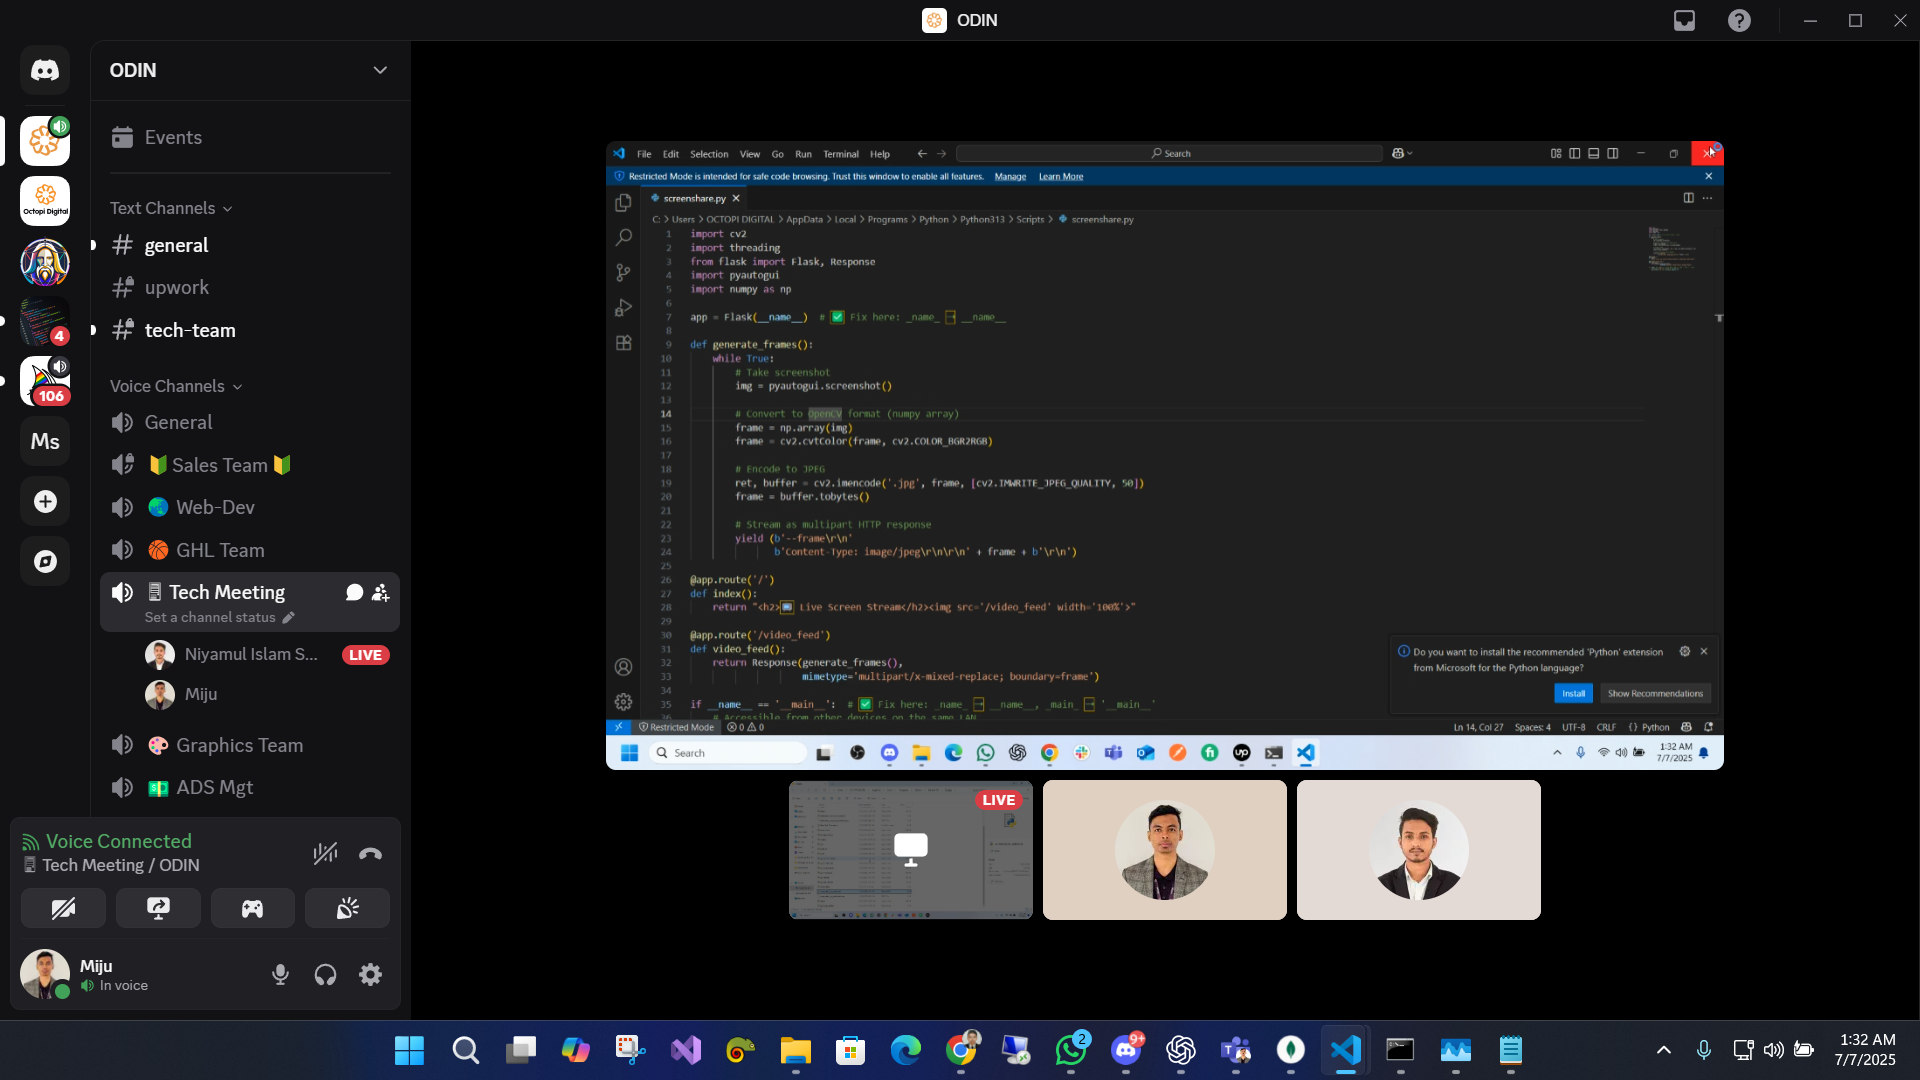 ODIN
ODIN
Events
Octopi Digital
Text Channels
general
upwork
tech-team
4
106
Ms
Voice Channels
General
🔰Sales Team🔰
🌏 Web-Dev
🏀 GHL Team
Tech Meeting
Set a channel status
Niyamul Islam S... LIVE
Miju
🎨 Graphics Team
💵 ADS Mgt
Voice Connected
Tech Meeting / ODIN
Miju
In voice
File Edit Selection View Go Run Terminal Help
Search
Restricted Mode is intended for safe code browsing. Trust this window to enable all features. Manage Learn More
screenshare.py
C: > Users > OCTOPI DIGITAL > AppData > Local > Programs > Python > Python313 > Scripts > screenshare.py
1 import cv2
2 import threading
3 from flask import Flask, Response
4 import pyautogui
5 import numpy as np
6
7 app = Flask(__name__) # ✅ Fix here: _name_ → __name__
8
9 def generate_frames():
10 while True:
11 # Take screenshot
12 img = pyautogui.screenshot()
13
14 # Convert to OpenCV format (numpy array)
15 frame = np.array(img)
16 frame = cv2.cvtColor(frame, cv2.COLOR_BGR2RGB)
17
18 # Encode to JPEG
19 ret, buffer = cv2.imencode('.jpg', frame, [cv2.IMWRITE_JPEG_QUALITY, 50])
20 frame = buffer.tobytes()
21
22 # Stream as multipart HTTP response
23 yield (b'--frame\r\n'
24 b'Content-Type: image/jpeg\r\n\r\n' + frame + b'\r\n')
25
26 @app.route('/')
27 def index():
28 return "<h2>🖥 Live Screen Stream</h2><img src='/video_feed' width='100%'>"
29
30 @app.route('/video_feed')
31 def video_feed():
32 return Response(generate_frames(),
33 mimetype='multipart/x-mixed-replace; boundary=frame')
34
35 if __name__ == '__main__': # ✅ Fix here: _name_ → __name__, _main_ → '__main__'
36 # Accessible from other devices on the same LAN
Do you want to install the recommended 'Python' extension
from Microsoft for the Python language?
Install Show Recommendations
Restricted Mode 0 0
Ln 14, Col 27 Spaces: 4 UTF-8 CRLF {} Python
Search
1:32 AM
7/7/2025
LIVE
2
9+
1:32 AM
7/7/2025